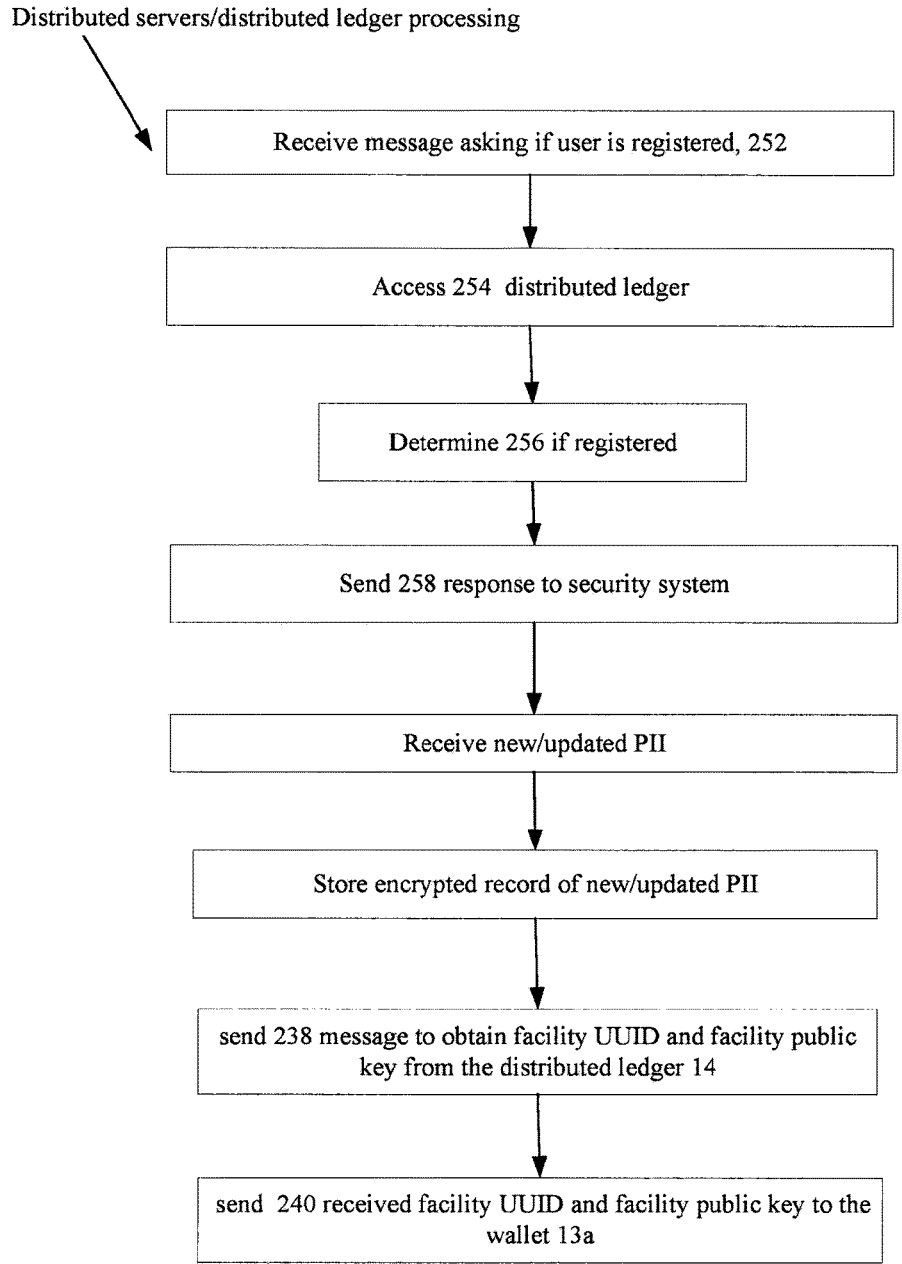 Distributed servers/distributed ledger processing
Receive message asking if user is registered, 252
Access 254 distributed ledger
Determine 256 if registered
Send 258 response to security system
Receive new/updated PII
Store encrypted record of new/updated PII
send 238 message to obtain facility UUID and facility public
key from the distributed ledger 14
send 240 received facility UUID and facility public key to the
wallet 13a